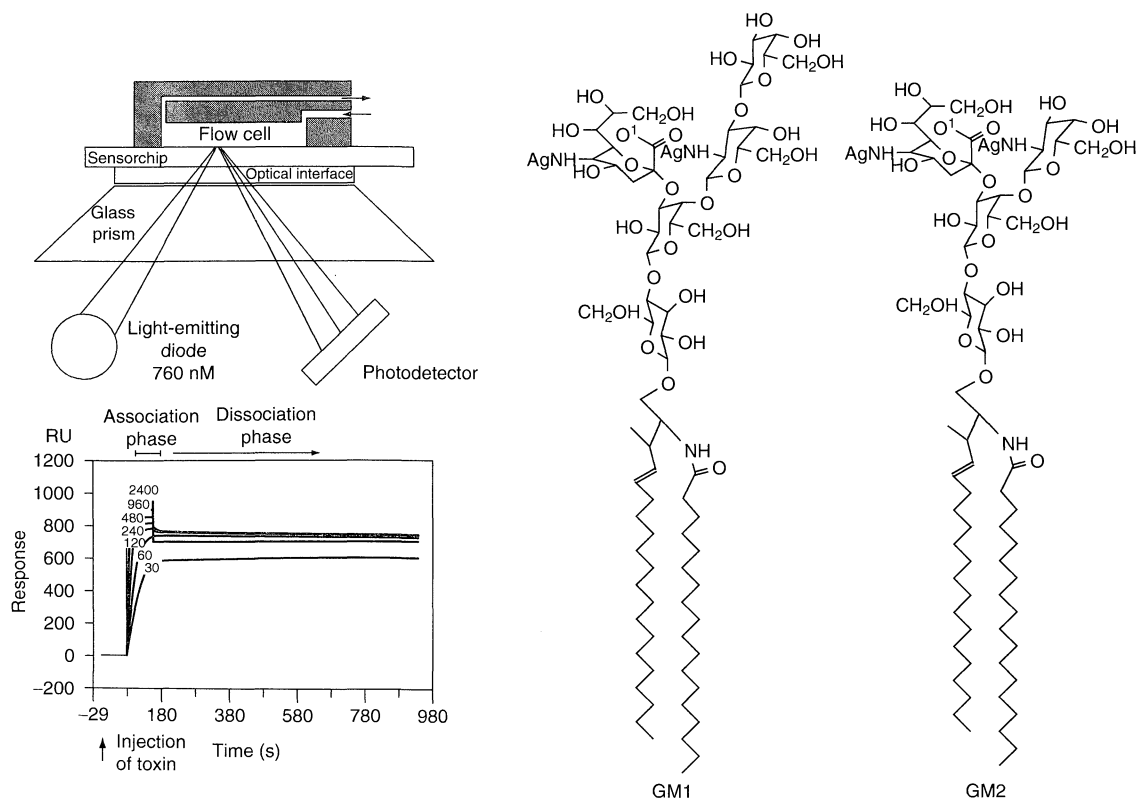 Flow cell
Sensorchip
Optical interface
Glass
prism
Light-emitting
diode
760 nM
Photodetector
Association
phase
Dissociation
phase
RU
1200
1000
800
600
400
200
0
−200
Response
2400
960
480
240
120
60
30
−29
180
380
580
780
980
Injection
of toxin
Time (s)
HO
OH
HO
CH₂OH
O
O
HO
HO
CH₂OH
HO
O¹
O
AgNH
HO
O
AgNH
HO
O
CH₂OH
O
O
HO
O
CH₂OH
O
OH
CH₂OH
O
OH
O
NH
O
GM1
HO
HO
CH₂OH
HO
O¹
O
AgNH
HO
O
AgNH
HO
OH
O
CH₂OH
O
O
HO
O
CH₂OH
O
OH
CH₂OH
O
OH
O
NH
O
GM2